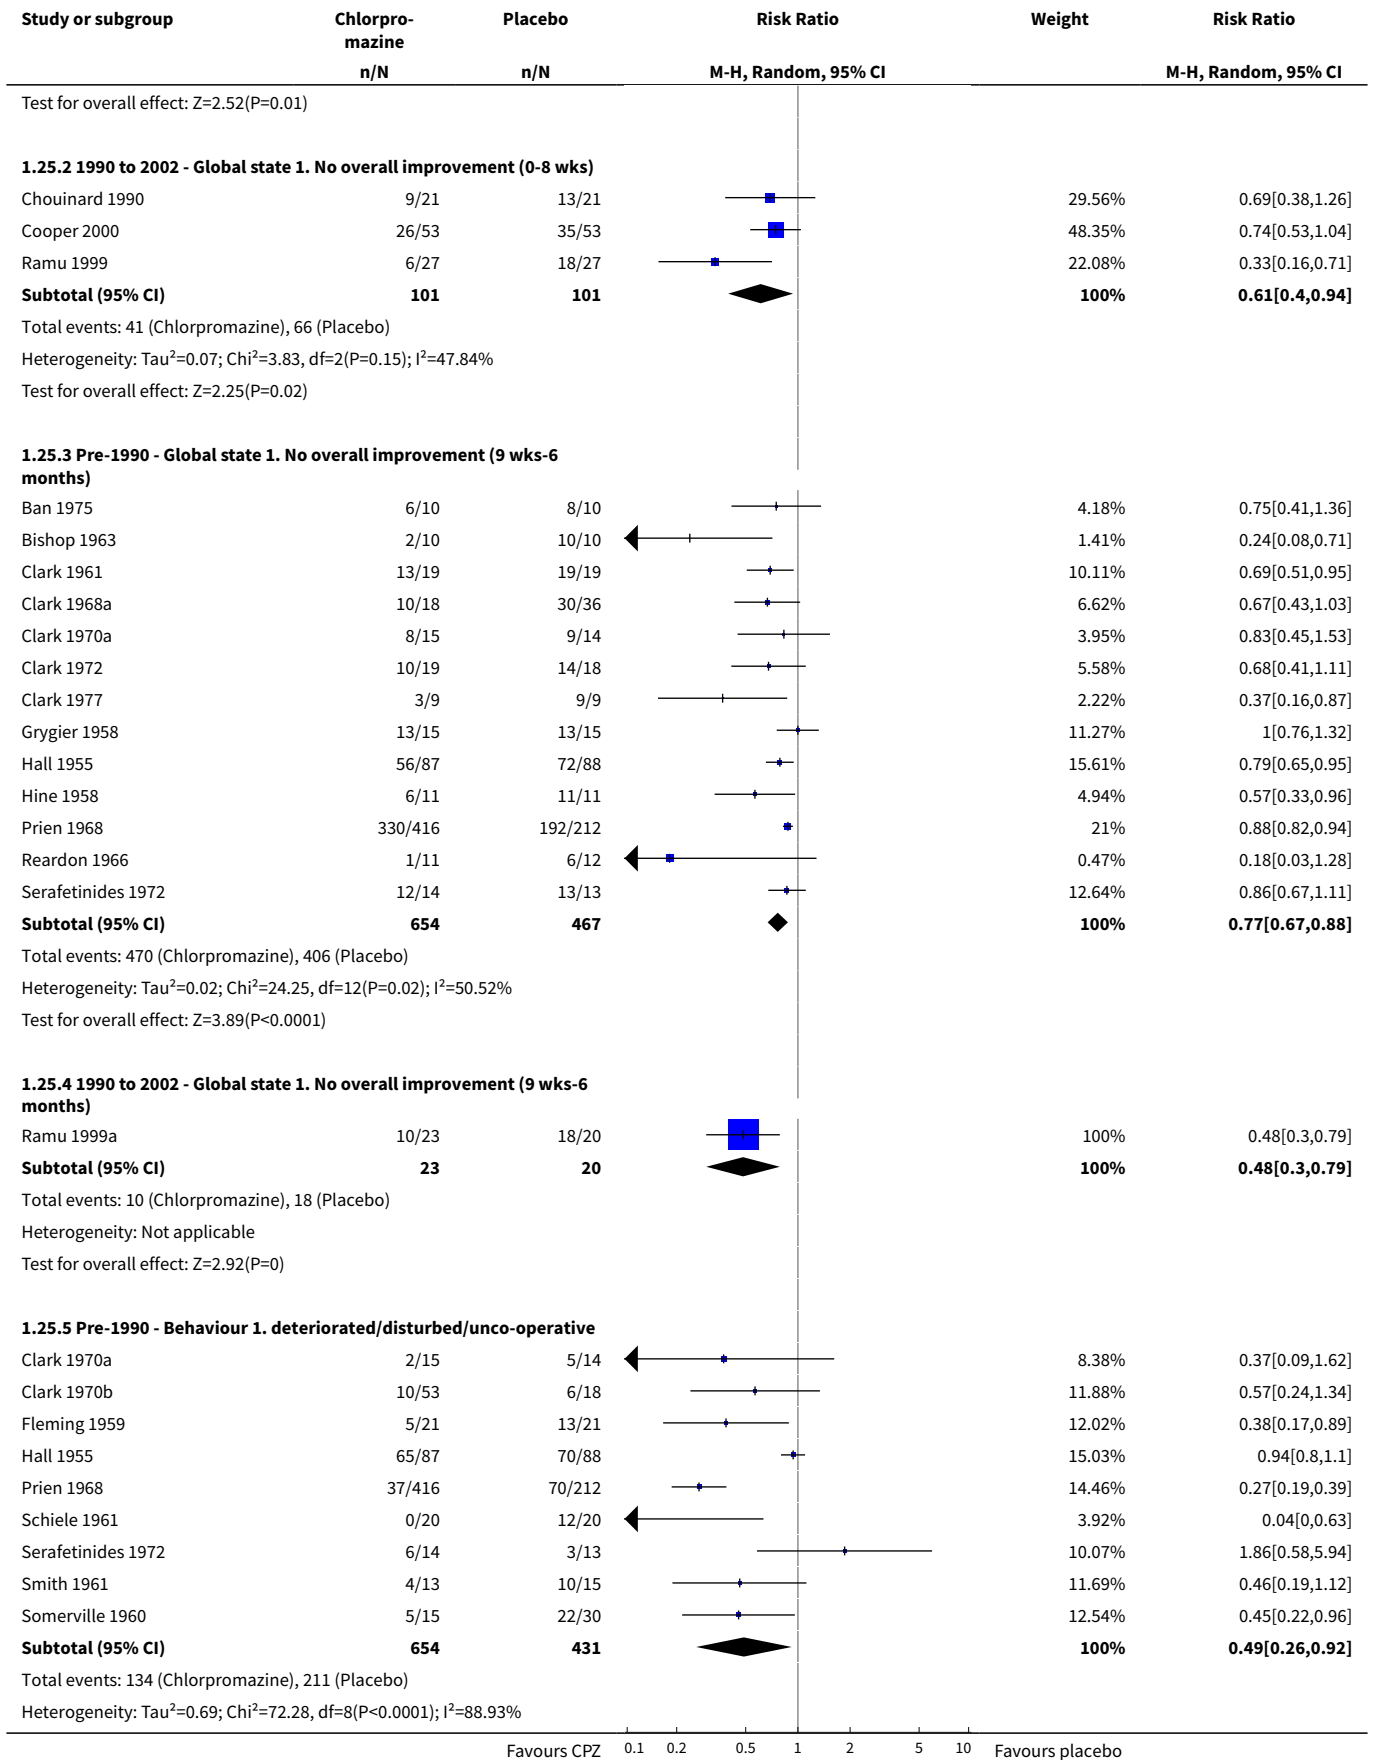 Study or subgroup Chlorpro- Placebo Risk Ratio Weight Risk Ratio
mazine
n/N n/N M-H, Random, 95% CI M-H, Random, 95% CI
Test for overall effect: Z=2.52(P=0.01)
1.25.2 1990 to 2002 - Global state 1. No overall improvement (0-8 wks)
Chouinard 1990 9/21 13/21 29.56% 0.69[0.38,1.26]
Cooper 2000 26/53 35/53 48.35% 0.74[0.53,1.04]
Ramu 1999 6/27 18/27 22.08% 0.33[0.16,0.71]
Subtotal (95% CI) 101 101 100% 0.61[0.4,0.94]
Total events: 41 (Chlorpromazine), 66 (Placebo)
Heterogeneity: Tau²=0.07; Chi²=3.83, df=2(P=0.15); I²=47.84%
Test for overall effect: Z=2.25(P=0.02)
1.25.3 Pre-1990 - Global state 1. No overall improvement (9 wks-6
months)
Ban 1975 6/10 8/10 4.18% 0.75[0.41,1.36]
Bishop 1963 2/10 10/10 1.41% 0.24[0.08,0.71]
Clark 1961 13/19 19/19 10.11% 0.69[0.51,0.95]
Clark 1968a 10/18 30/36 6.62% 0.67[0.43,1.03]
Clark 1970a 8/15 9/14 3.95% 0.83[0.45,1.53]
Clark 1972 10/19 14/18 5.58% 0.68[0.41,1.11]
Clark 1977 3/9 9/9 2.22% 0.37[0.16,0.87]
Grygier 1958 13/15 13/15 11.27% 1[0.76,1.32]
Hall 1955 56/87 72/88 15.61% 0.79[0.65,0.95]
Hine 1958 6/11 11/11 4.94% 0.57[0.33,0.96]
Prien 1968 330/416 192/212 21% 0.88[0.82,0.94]
Reardon 1966 1/11 6/12 0.47% 0.18[0.03,1.28]
Serafetinides 1972 12/14 13/13 12.64% 0.86[0.67,1.11]
Subtotal (95% CI) 654 467 100% 0.77[0.67,0.88]
Total events: 470 (Chlorpromazine), 406 (Placebo)
Heterogeneity: Tau²=0.02; Chi²=24.25, df=12(P=0.02); I²=50.52%
Test for overall effect: Z=3.89(P<0.0001)
1.25.4 1990 to 2002 - Global state 1. No overall improvement (9 wks-6
months)
Ramu 1999a 10/23 18/20 100% 0.48[0.3,0.79]
Subtotal (95% CI) 23 20 100% 0.48[0.3,0.79]
Total events: 10 (Chlorpromazine), 18 (Placebo)
Heterogeneity: Not applicable
Test for overall effect: Z=2.92(P=0)
1.25.5 Pre-1990 - Behaviour 1. deteriorated/disturbed/unco-operative
Clark 1970a 2/15 5/14 8.38% 0.37[0.09,1.62]
Clark 1970b 10/53 6/18 11.88% 0.57[0.24,1.34]
Fleming 1959 5/21 13/21 12.02% 0.38[0.17,0.89]
Hall 1955 65/87 70/88 15.03% 0.94[0.8,1.1]
Prien 1968 37/416 70/212 14.46% 0.27[0.19,0.39]
Schiele 1961 0/20 12/20 3.92% 0.04[0,0.63]
Serafetinides 1972 6/14 3/13 10.07% 1.86[0.58,5.94]
Smith 1961 4/13 10/15 11.69% 0.46[0.19,1.12]
Somerville 1960 5/15 22/30 12.54% 0.45[0.22,0.96]
Subtotal (95% CI) 654 431 100% 0.49[0.26,0.92]
Total events: 134 (Chlorpromazine), 211 (Placebo)
Heterogeneity: Tau²=0.69; Chi²=72.28, df=8(P<0.0001); I²=88.93%
Favours CPZ 0.1 0.2 0.5 1 2 5 10 Favours placebo